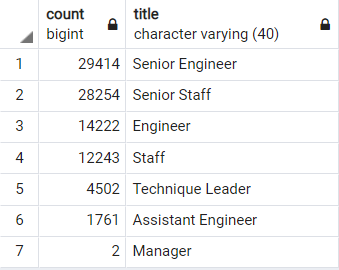 count title
bigint character varying (40)
1 29414 Senior Engineer
2 28254 Senior Staff
3 14222 Engineer
4 12243 Staff
5 4502 Technique Leader
6 1761 Assistant Engineer
7 2 Manager